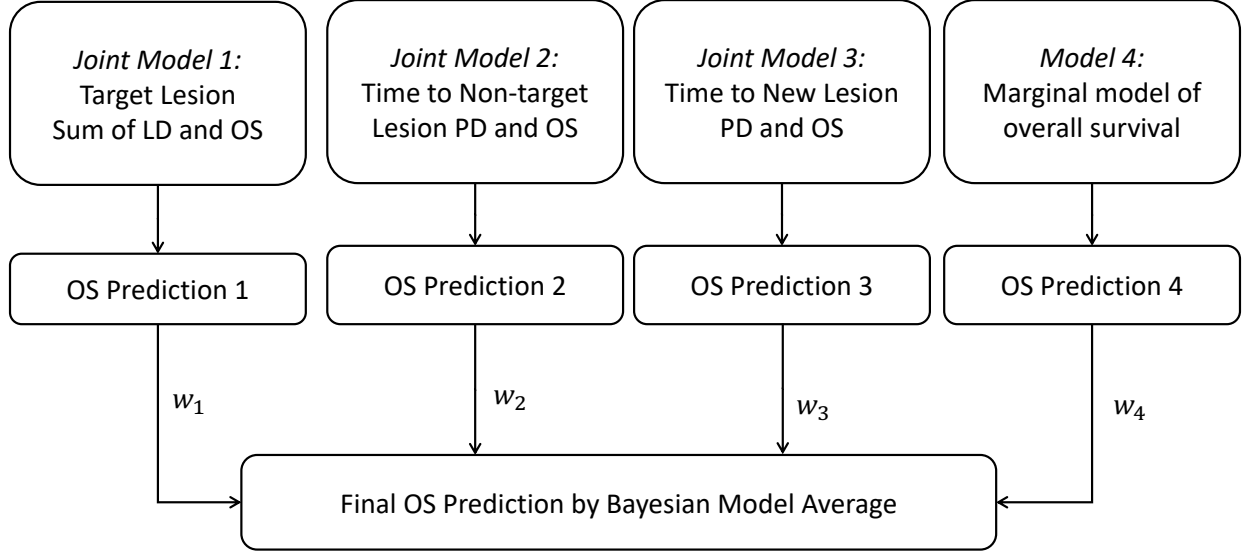 Joint Model 1:
Target Lesion
Sum of LD and OS
Joint Model 2:
Time to Non-target
Lesion PD and OS
Joint Model 3:
Time to New Lesion
PD and OS
Model 4:
Marginal model of
overall survival
OS Prediction 1
OS Prediction 2
OS Prediction 3
OS Prediction 4
w₁
w₂
w₃
w₄
Final OS Prediction by Bayesian Model Average